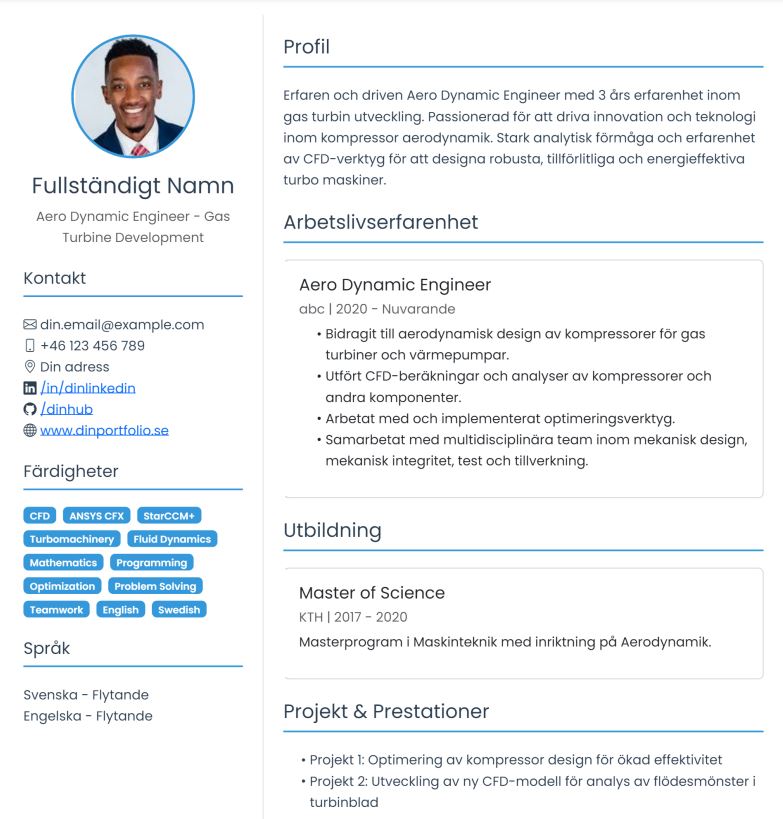 Fullständigt Namn
Aero Dynamic Engineer - Gas
Turbine Development
Kontakt
din.email@example.com
+46 123 456 789
Din adress
/in/dinlinkedin
/dinhub
www.dinportfolio.se
Färdigheter
CFD ANSYS CFX StarCCM+
Turbomachinery Fluid Dynamics
Mathematics Programming
Optimization Problem Solving
Teamwork English Swedish
Språk
Svenska - Flytande
Engelska - Flytande
Profil
Erfaren och driven Aero Dynamic Engineer med 3 års erfarenhet inom
gas turbin utveckling. Passionerad för att driva innovation och teknologi
inom kompressor aerodynamik. Stark analytisk förmåga och erfarenhet
av CFD-verktyg för att designa robusta, tillförlitliga och energieffektiva
turbo maskiner.
Arbetslivserfarenhet
Aero Dynamic Engineer
abc | 2020 - Nuvarande
• Bidragit till aerodynamisk design av kompressorer för gas
turbiner och värmepumpar.
• Utfört CFD-beräkningar och analyser av kompressorer och
andra komponenter.
• Arbetat med och implementerat optimeringsverktyg.
• Samarbetat med multidisciplinära team inom mekanisk design,
mekanisk integritet, test och tillverkning.
Utbildning
Master of Science
KTH | 2017 - 2020
Masterprogram i Maskinteknik med inriktning på Aerodynamik.
Projekt & Prestationer
• Projekt 1: Optimering av kompressor design för ökad effektivitet
• Projekt 2: Utveckling av ny CFD-modell för analys av flödesmönster i
turbinblad